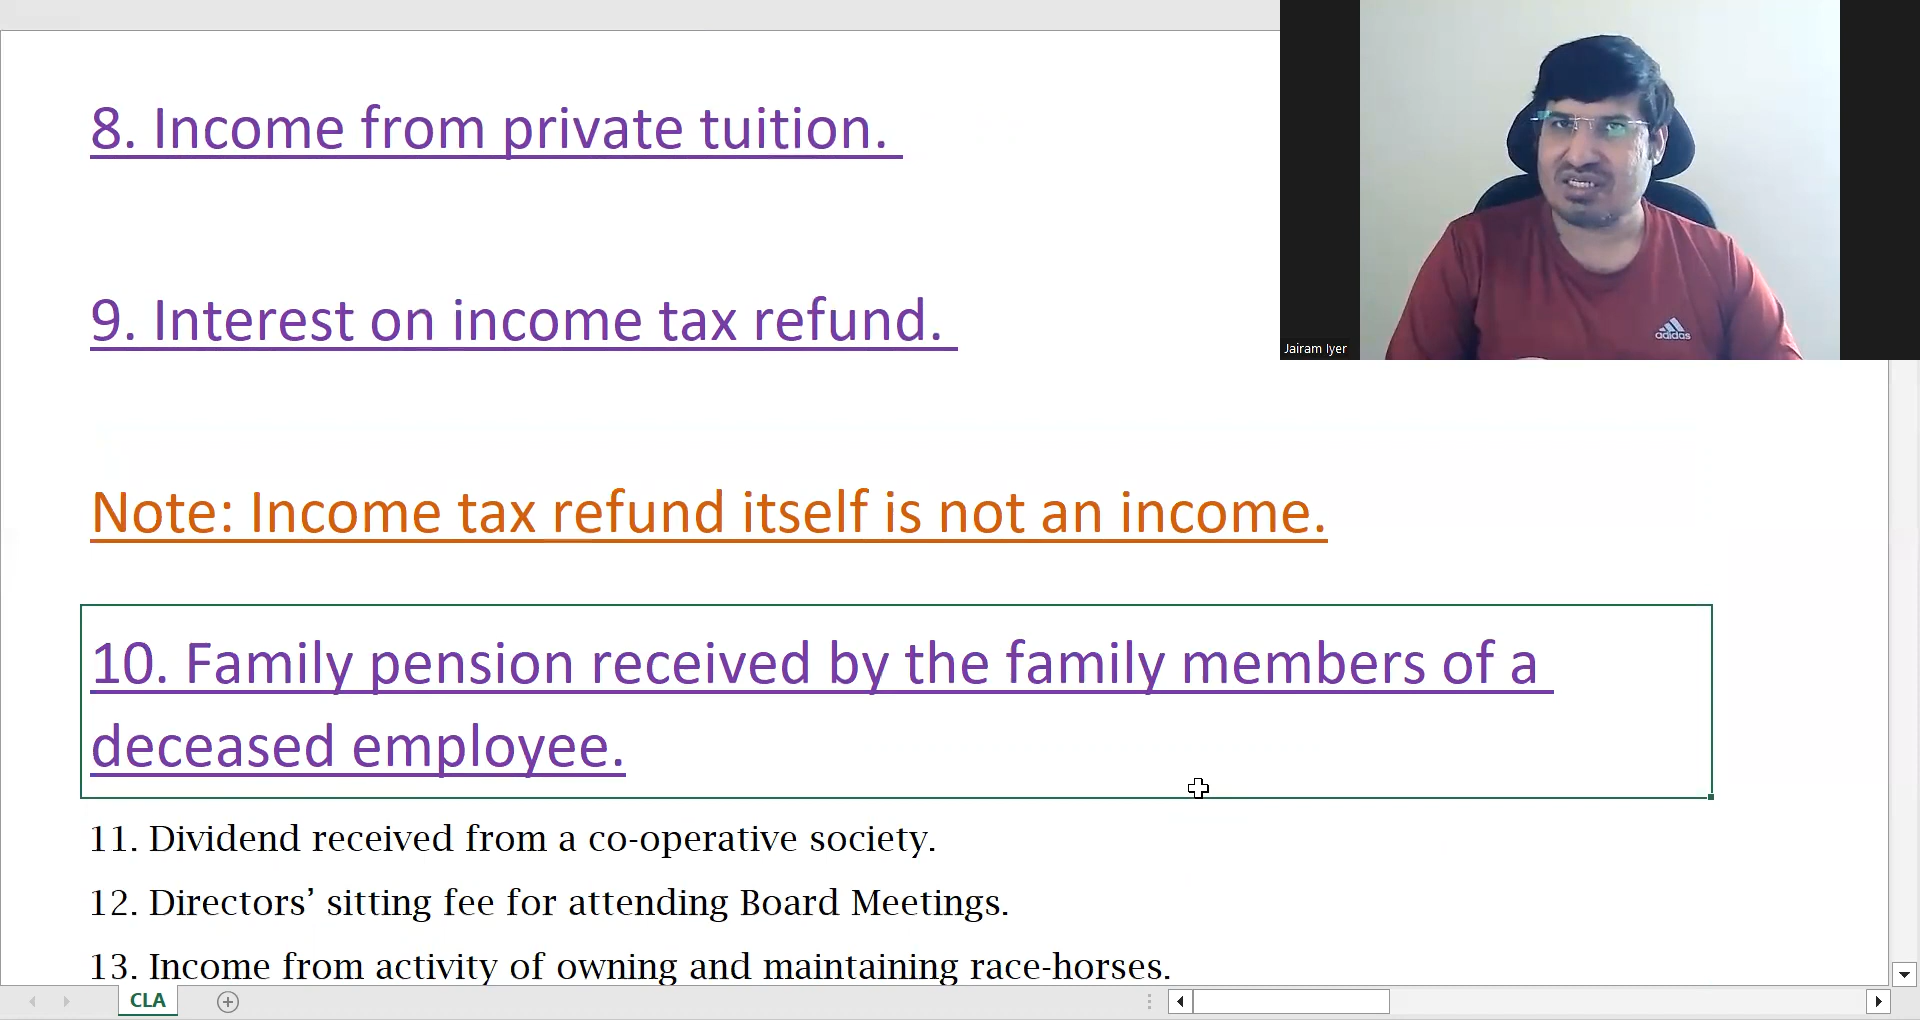 8. Income from private tuition.
9. Interest on income tax refund.
Note: Income tax refund itself is not an income.
10. Family pension received by the family members of a
deceased employee.
11. Dividend received from a co-operative society.
12. Directors’ sitting fee for attending Board Meetings.
13. Income from activity of owning and maintaining race-horses.
CLA
adidas
Jairam Iyer